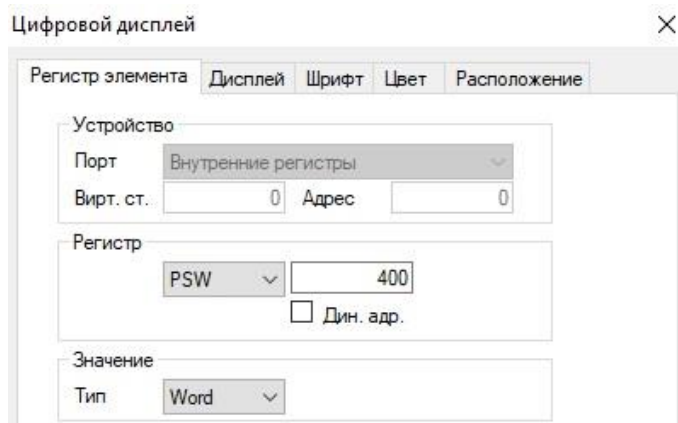 Цифровой дисплей
Регистр элемента Дисплей Шрифт Цвет Расположение
Устройство
Порт Внутренние регистры
Вирт. ст. 0 Адрес 0
Регистр
PSW 400
Дин. адр.
Значение
Тип Word